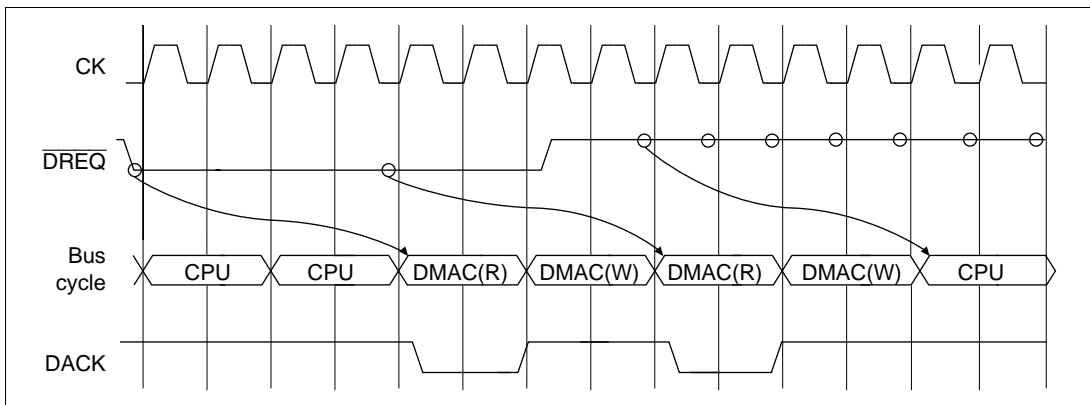 CK
DREQ
Bus
cycle
CPU CPU DMAC(R) DMAC(W) DMAC(R) DMAC(W) CPU
DACK